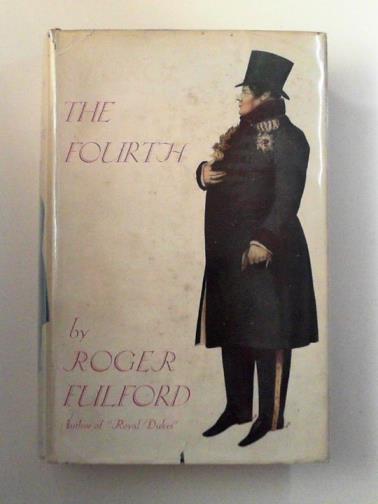 THE
FOURTH
by
ROGER
FULFORD
Author of "Royal Dukes"